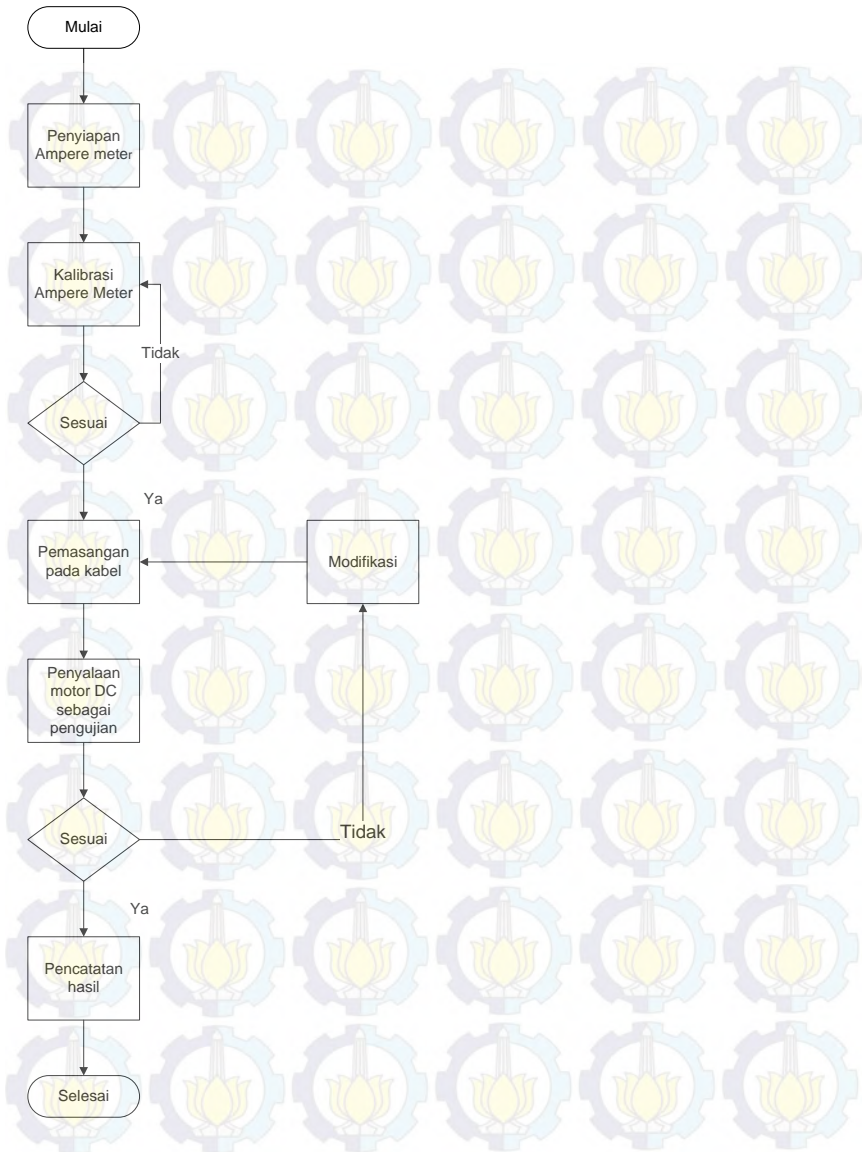 Mulai
Penyiapan
Ampere meter
Kalibrasi
Ampere Meter
Tidak
Sesuai
Ya
Pemasangan
pada kabel
Modifikasi
Penyalaan
motor DC
sebagai
pengujian
Sesuai
Tidak
Ya
Pencatatan
hasil
Selesai